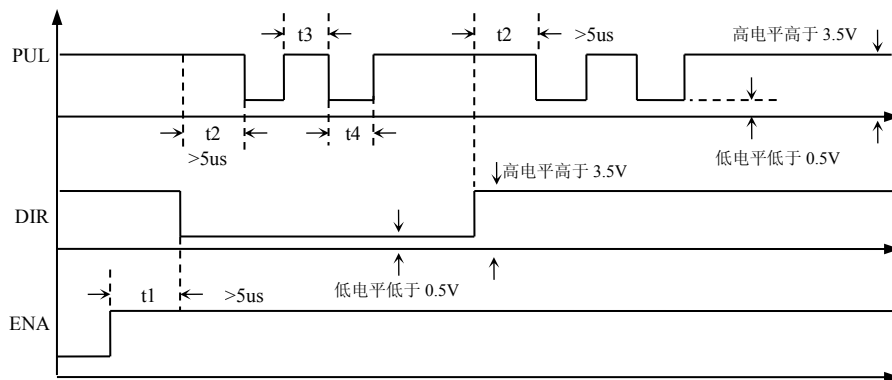 t3
t2
>5us
高电平高于 3.5V
PUL
t2
t4
>5us
低电平低于 0.5V
高电平高于 3.5V
DIR
t1
>5us
低电平低于 0.5V
ENA